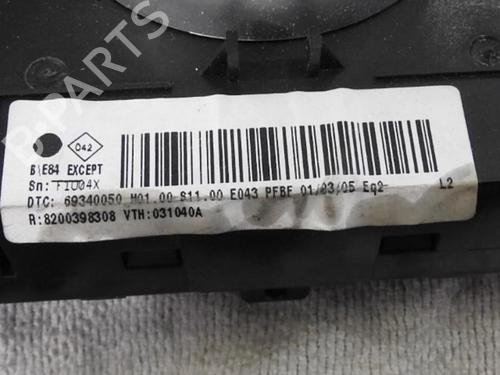 042
B\E84 EXCEPT
Sn: F1U04X
DTC: 69340050 H01.00 S11.00 E043 PFBF 01/03/05 Eq2 L2
R:8200398308 VTH:031040A
B-PARTS